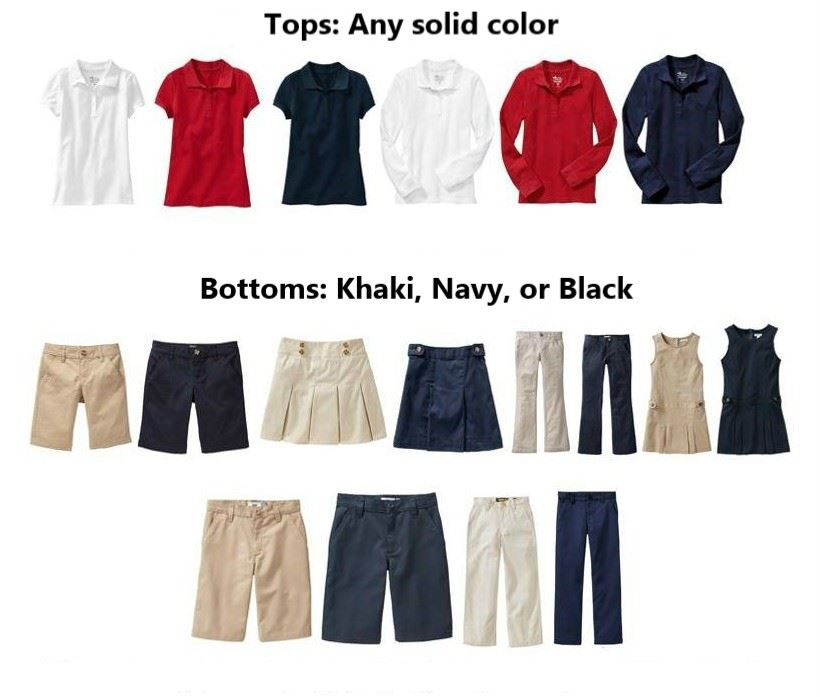 Tops: Any solid color
Bottoms: Khaki, Navy, or Black